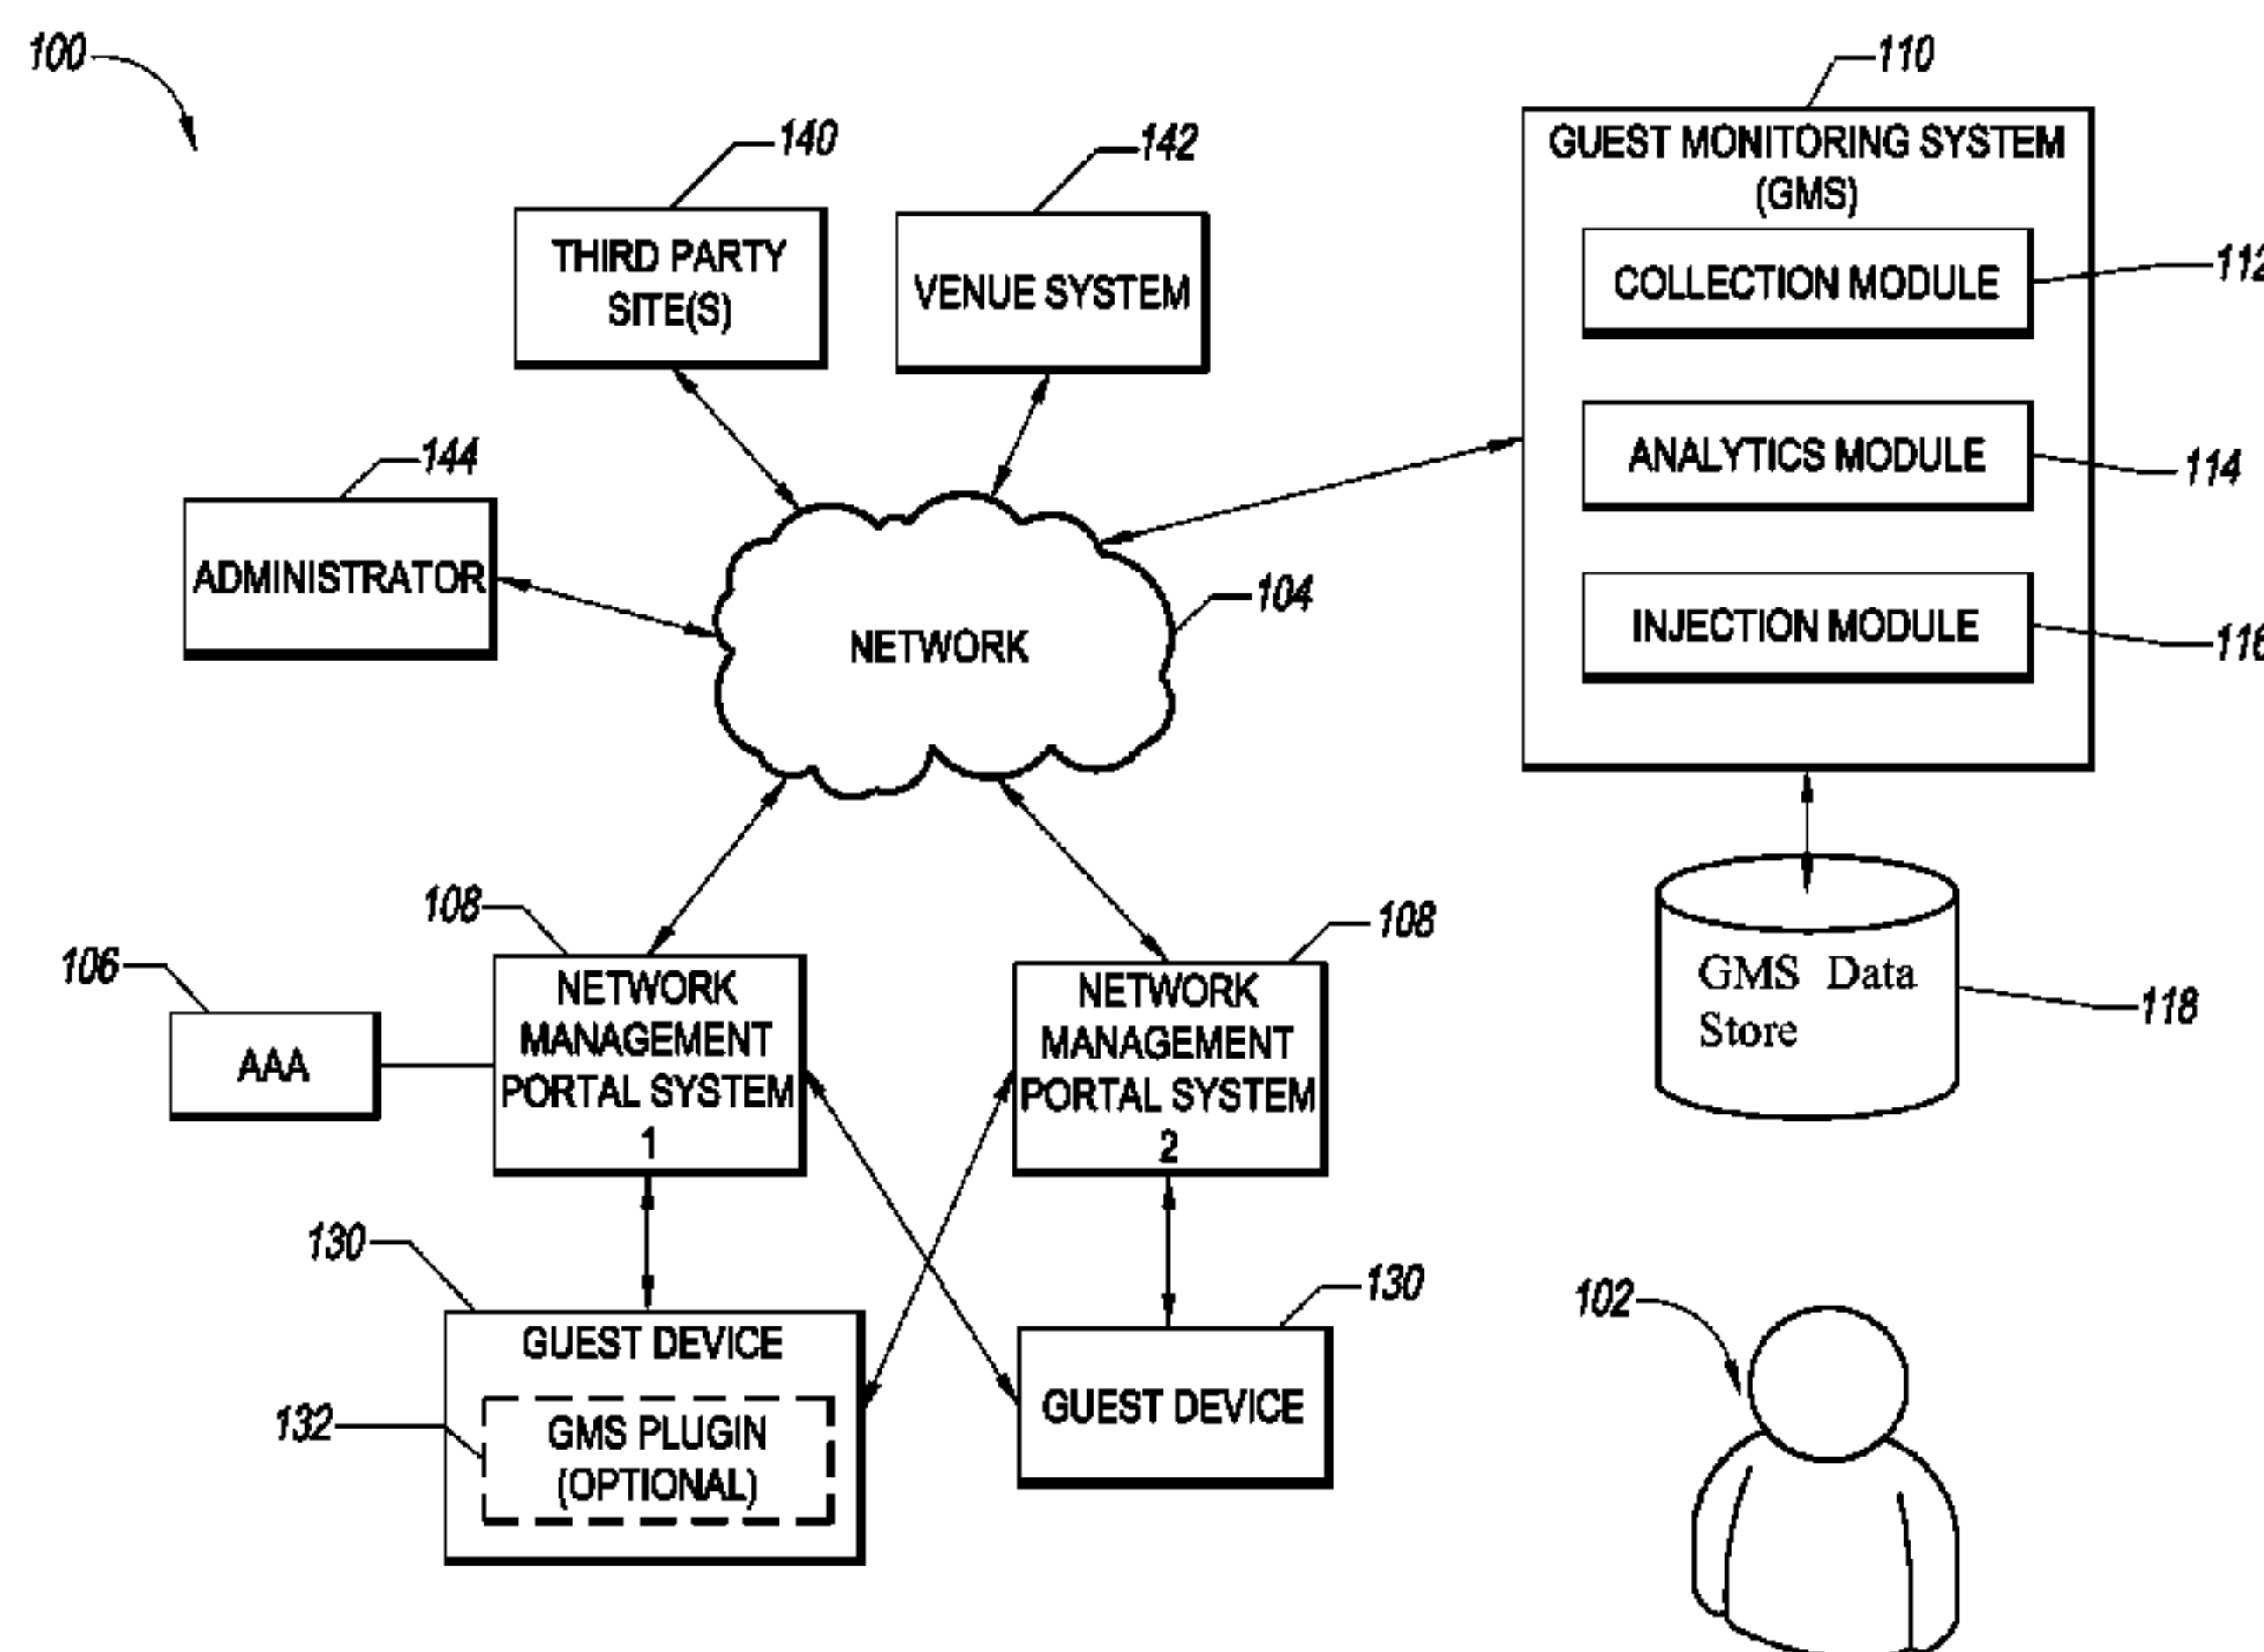 100
110
GUEST MONITORING SYSTEM
(GMS)
140
142
THIRD PARTY
SITE(S)
VENUE SYSTEM
COLLECTION MODULE
112
144
ANALYTICS MODULE
114
ADMINISTRATOR
104
NETWORK
INJECTION MODULE
116
108
108
106
NETWORK
MANAGEMENT
PORTAL SYSTEM
1
NETWORK
MANAGEMENT
PORTAL SYSTEM
2
GMS Data
Store
118
AAA
130
130
102
GUEST DEVICE
132
GMS PLUGIN
(OPTIONAL)
GUEST DEVICE